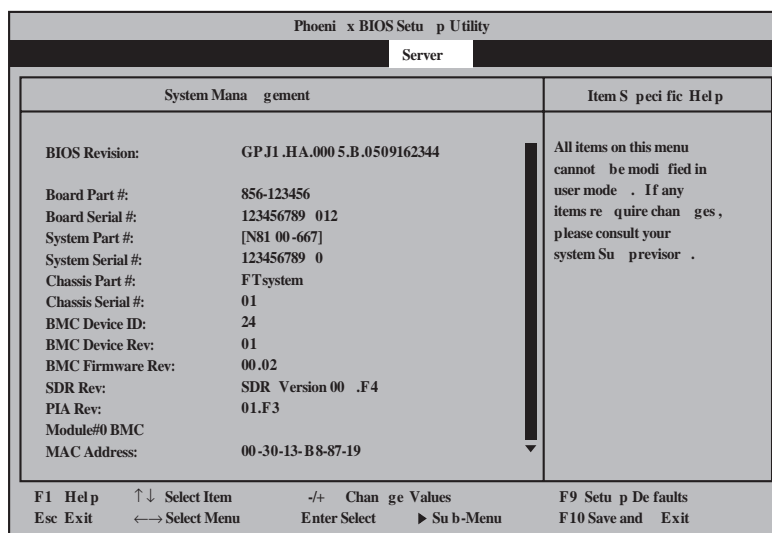 Phoeni x BIOS Setu p Utility
Server
System Mana gement
Item S peci fic Hel p
BIOS Revision: GPJ1 .HA.000 5.B.0509162344
Board Part #: 856-123456
Board Serial #: 123456789 012
System Part #: [N81 00 -667]
System Serial #: 123456789 0
Chassis Part #: FTsystem
Chassis Serial #: 01
BMC Device ID: 24
BMC Device Rev: 01
BMC Firmware Rev: 00.02
SDR Rev: SDR Version 00 .F4
PIA Rev: 01.F3
Module#0 BMC
MAC Address: 00-30-13-B8-87-19
All items on this menu
cannot be modi fied in
user mode . If any
items re quire chan ges ,
please consult your
system Su previsor .
F1 Hel p ↑↓ Select Item -/+ Chan ge Values F9 Setu p De faults
Esc Exit ←→ Select Menu Enter Select ▶ Su b-Menu F10 Save and Exit